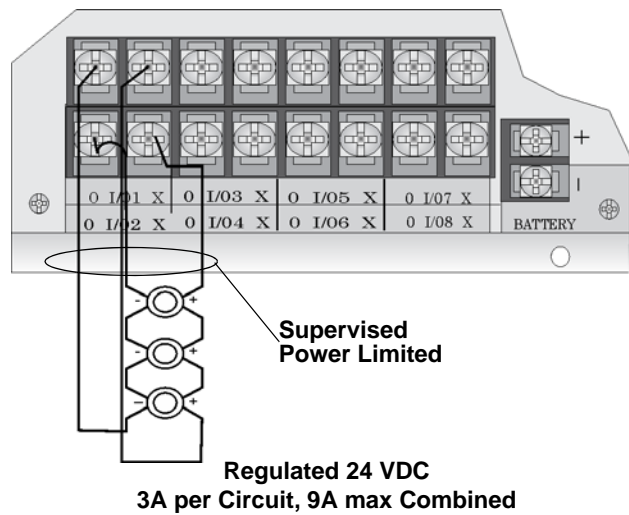 +
–
0 I/01 X 0 I/03 X 0 I/05 X 0 I/07 X
0 I/02 X 0 I/04 X 0 I/06 X 0 I/08 X
BATTERY
- +
- +
- +
Supervised
Power Limited
Regulated 24 VDC
3A per Circuit, 9A max Combined